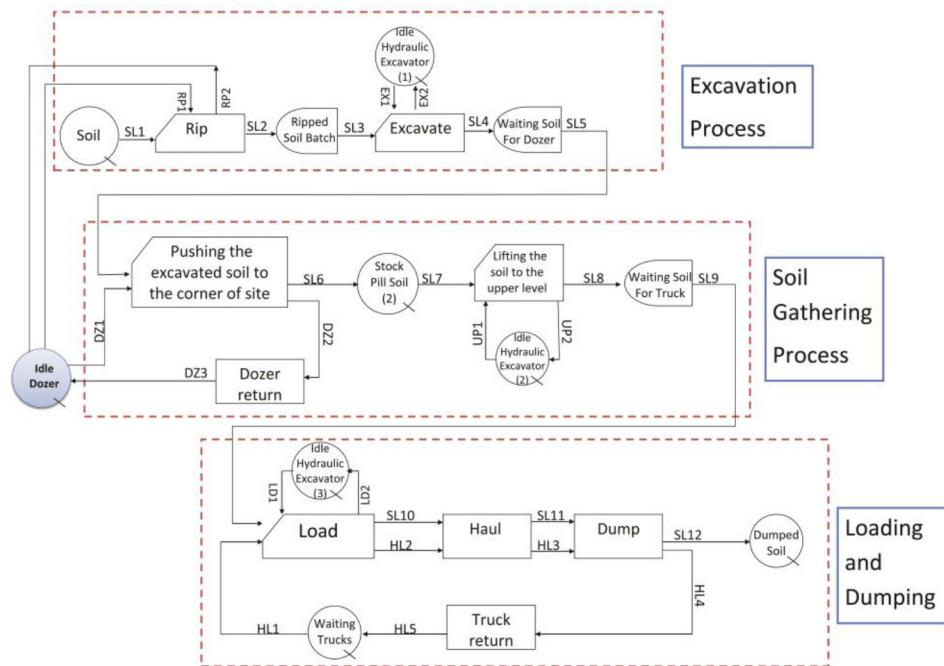 Idle
Hydraulic
Excavator
(1)
Excavation
Process
RP1
RP2
EX1
EX2
Soil
SL1
Rip
SL2
Ripped
Soil Batch
SL3
Excavate
SL4
Waiting Soil
For Dozer
SL5
Pushing the
excavated soil to
the corner of site
SL6
Stock
Pill Soil
(2)
SL7
Lifting the
soil to the
upper level
SL8
Waiting Soil
For Truck
SL9
Soil
Gathering
Process
DZ1
DZ2
UP1
UP2
Idle
Hydraulic
Excavator
(2)
Idle
Dozer
DZ3
Dozer
return
Idle
Hydraulic
Excavator
(3)
LD1
LD2
Load
SL10
HL2
Haul
SL11
HL3
Dump
SL12
Dumped
Soil
Loading
and
Dumping
HL4
HL1
Waiting
Trucks
HL5
Truck
return